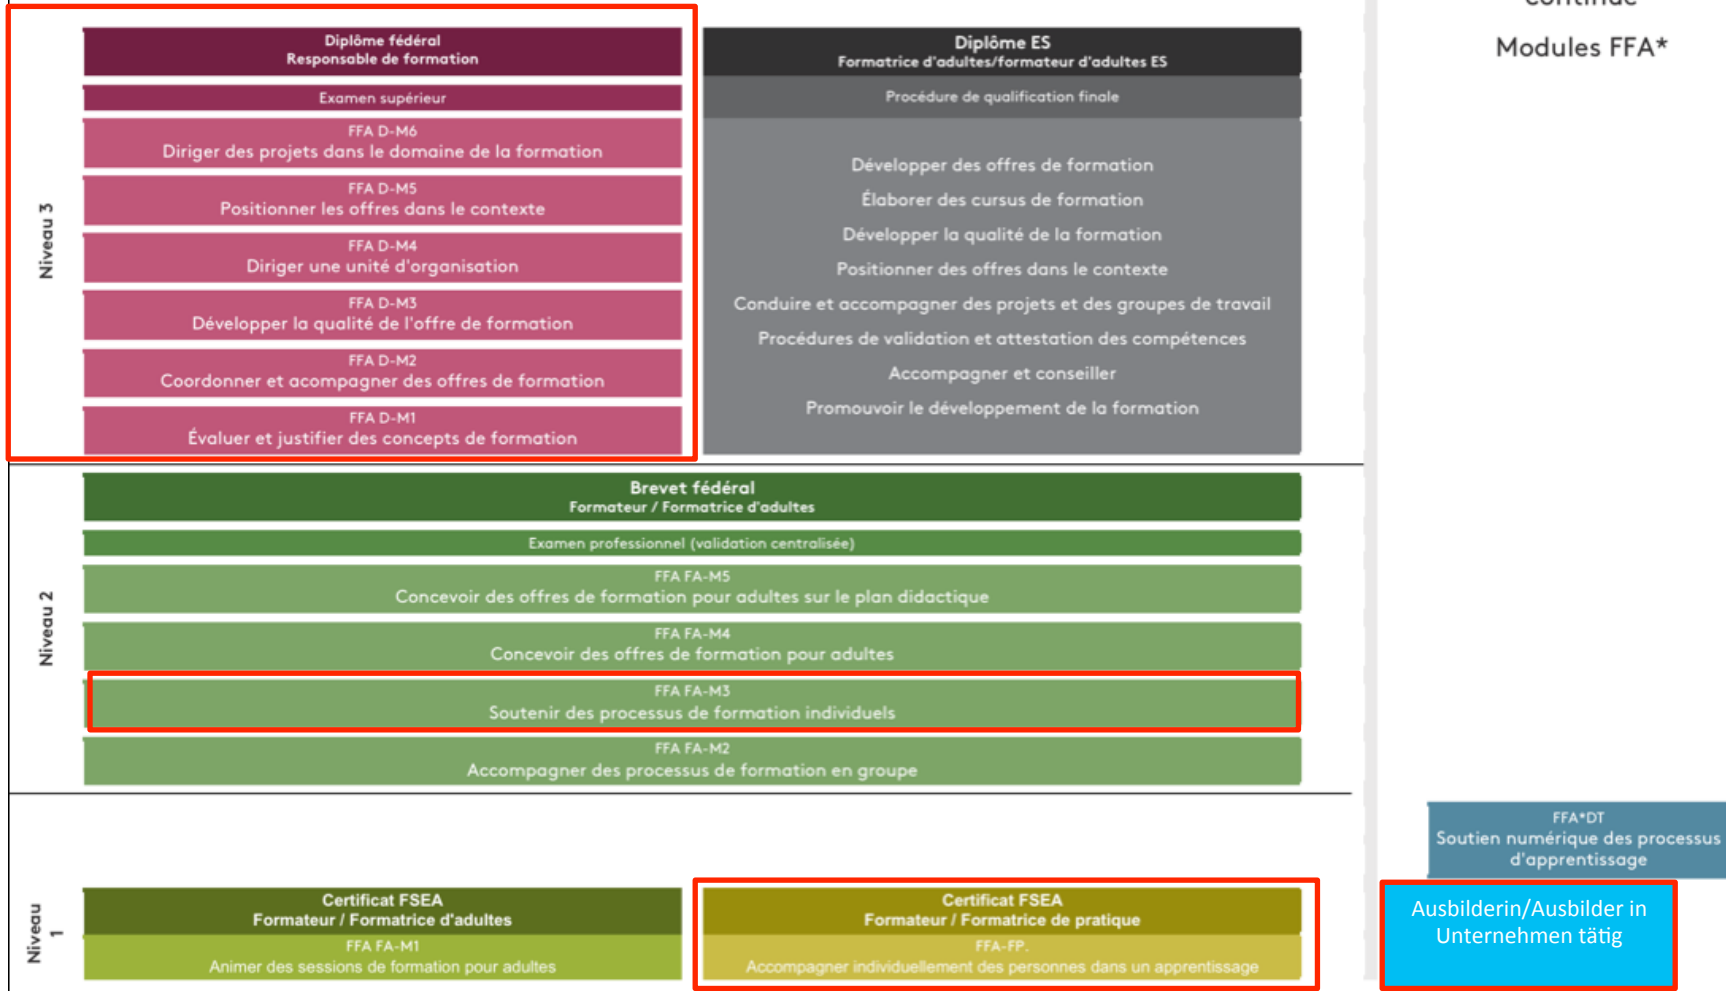 continue
Modules FFA*
Niveau 3
Diplôme fédéral
Responsable de formation
Examen supérieur
FFA D-M6
Diriger des projets dans le domaine de la formation
FFA D-M5
Positionner les offres dans le contexte
FFA D-M4
Diriger une unité d'organisation
FFA D-M3
Développer la qualité de l'offre de formation
FFA D-M2
Coordonner et acompagner des offres de formation
FFA D-M1
Évaluer et justifier des concepts de formation
Diplôme ES
Formatrice d'adultes/formateur d'adultes ES
Procédure de qualification finale
Développer des offres de formation
Élaborer des cursus de formation
Développer la qualité de la formation
Positionner des offres dans le contexte
Conduire et accompagner des projets et des groupes de travail
Procédures de validation et attestation des compétences
Accompagner et conseiller
Promouvoir le développement de la formation
Niveau 2
Brevet fédéral
Formateur / Formatrice d'adultes
Examen professionnel (validation centralisée)
FFA FA-M5
Concevoir des offres de formation pour adultes sur le plan didactique
FFA FA-M4
Concevoir des offres de formation pour adultes
FFA FA-M3
Soutenir des processus de formation individuels
FFA FA-M2
Accompagner des processus de formation en groupe
Niveau
1
Certificat FSEA
Formateur / Formatrice d'adultes
FFA FA-M1
Animer des sessions de formation pour adultes
Certificat FSEA
Formateur / Formatrice de pratique
FFA-FP.
Accompagner individuellement des personnes dans un apprentissage
FFA*DT
Soutien numérique des processus
d'apprentissage
Ausbilderin/Ausbilder in
Unternehmen tätig